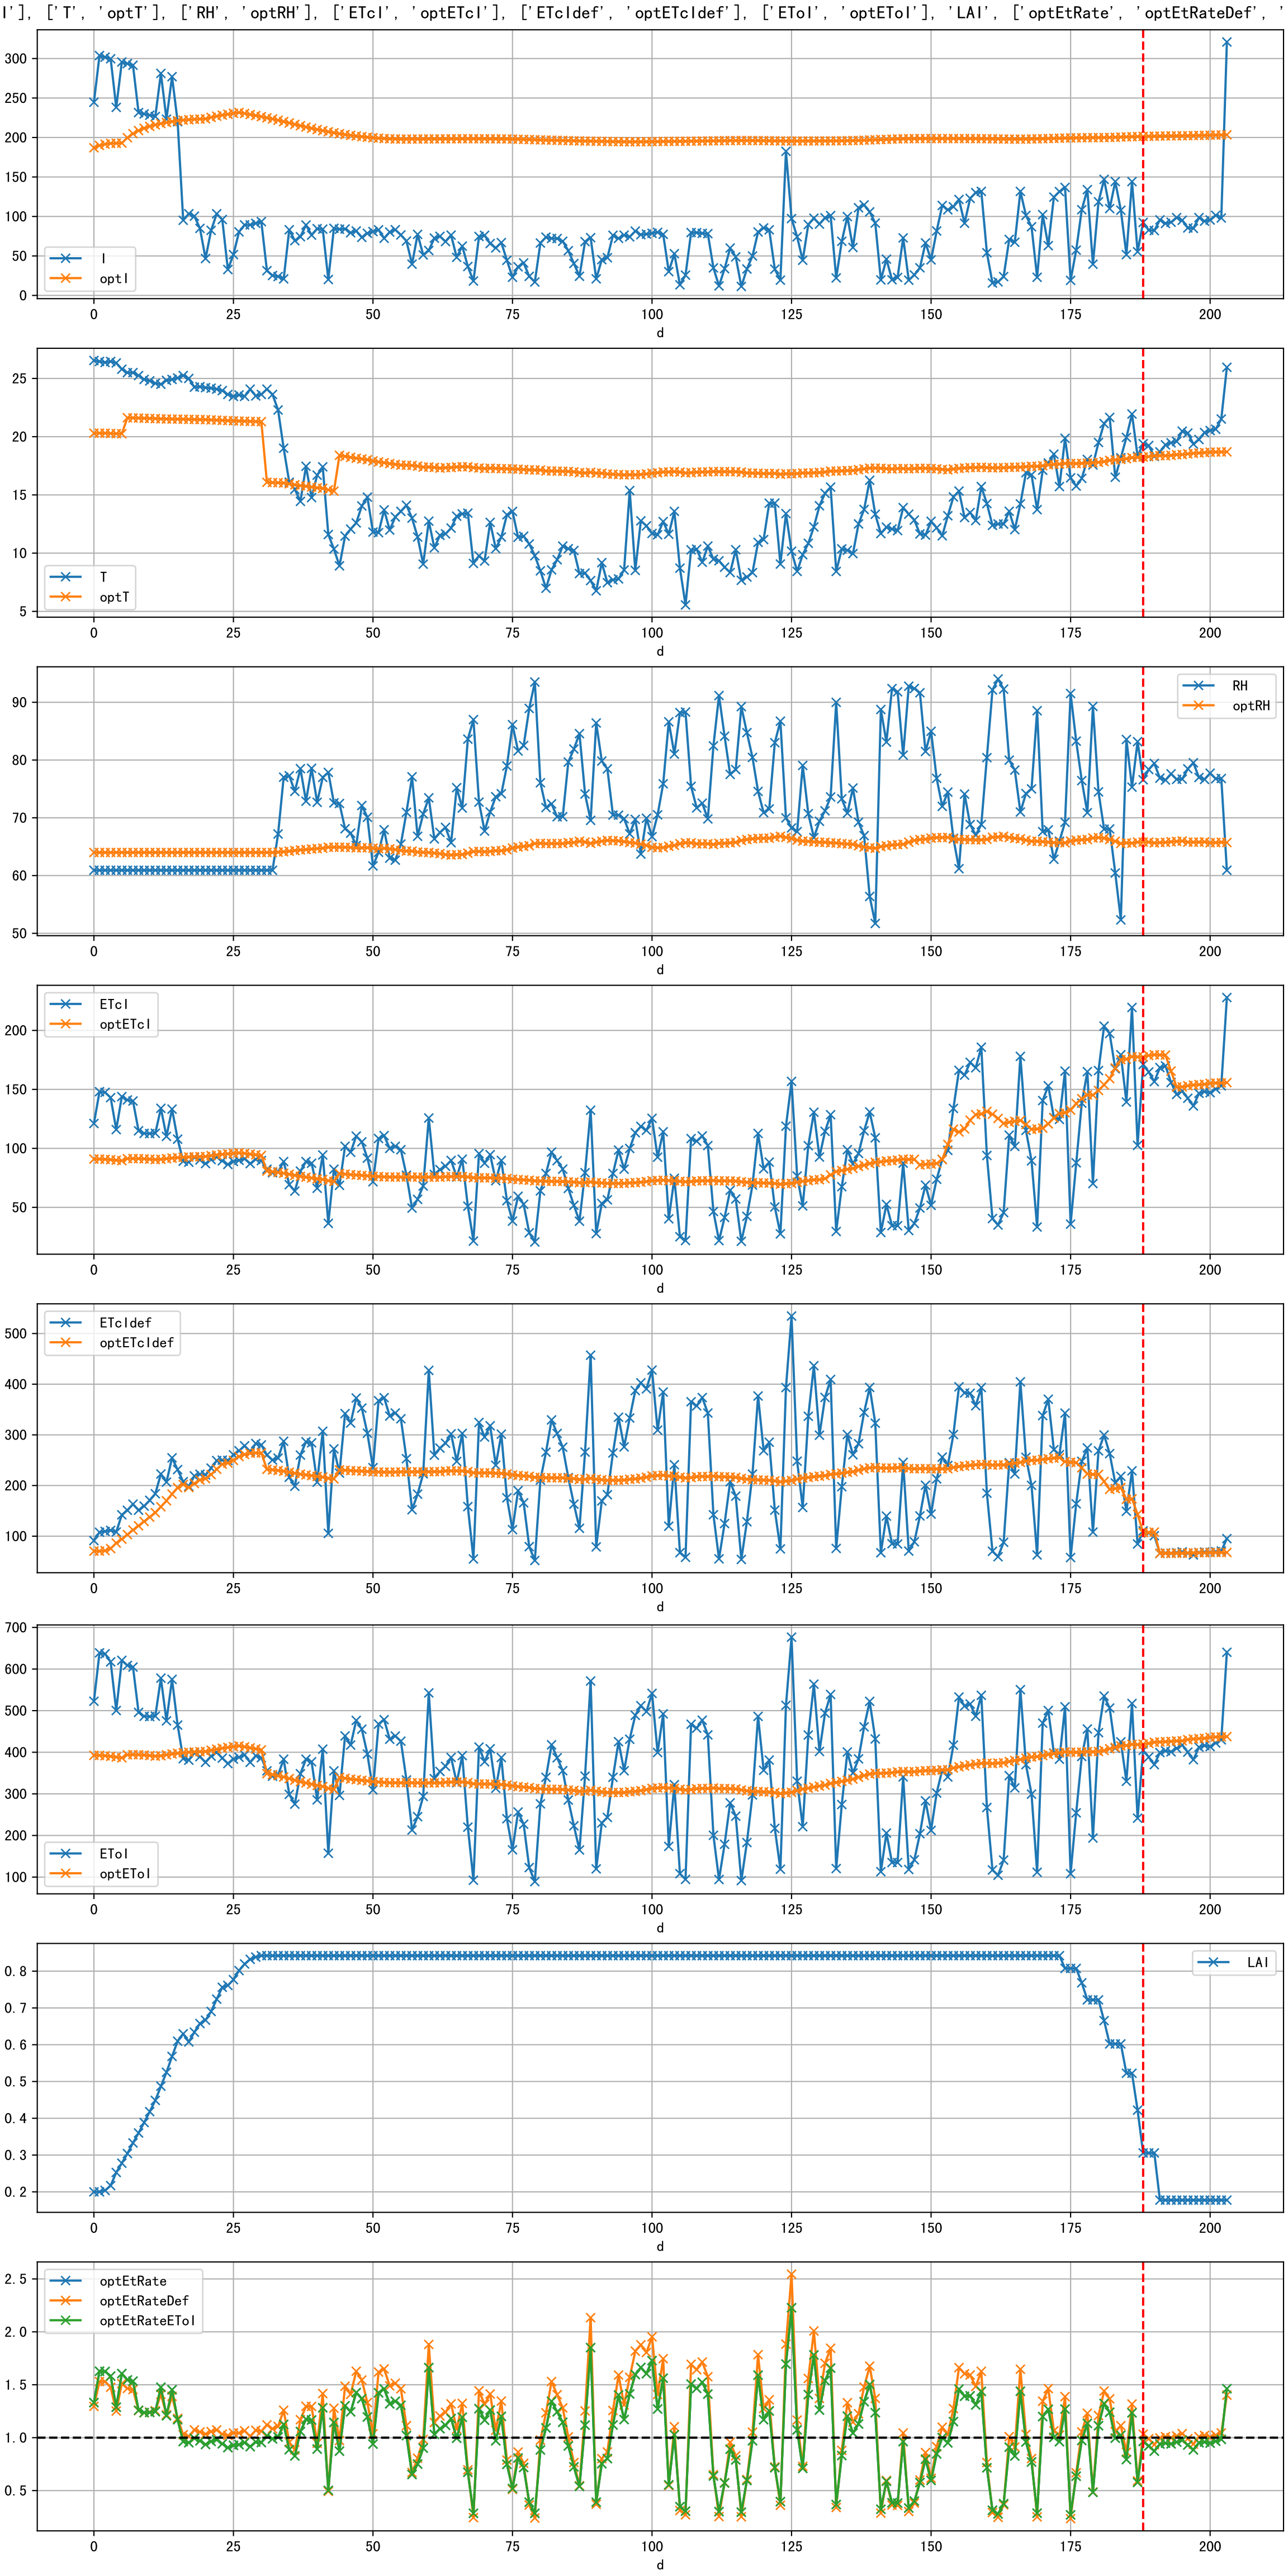 I'], ['T', 'optT'], ['RH', 'optRH'], ['ETcI', 'optETcI'], ['ETcIdef', 'optETcIdef'], ['EToI', 'optEToI'], 'LAI', ['optEtRate', 'optEtRateDef', '
300
250
200
150
100
50
0
I
optI
0 25 50 75 100 125 150 175 200
d
25
20
15
10
5
T
optT
0 25 50 75 100 125 150 175 200
d
90
80
70
60
50
RH
optRH
0 25 50 75 100 125 150 175 200
d
200
150
100
50
ETcI
optETcI
0 25 50 75 100 125 150 175 200
d
500
400
300
200
100
ETcIdef
optETcIdef
0 25 50 75 100 125 150 175 200
d
700
600
500
400
300
200
100
EToI
optEToI
0 25 50 75 100 125 150 175 200
d
0.8
0.7
0.6
0.5
0.4
0.3
0.2
LAI
0 25 50 75 100 125 150 175 200
d
2.5
2.0
1.5
1.0
0.5
optEtRate
optEtRateDef
optEtRateEToI
0 25 50 75 100 125 150 175 200
d